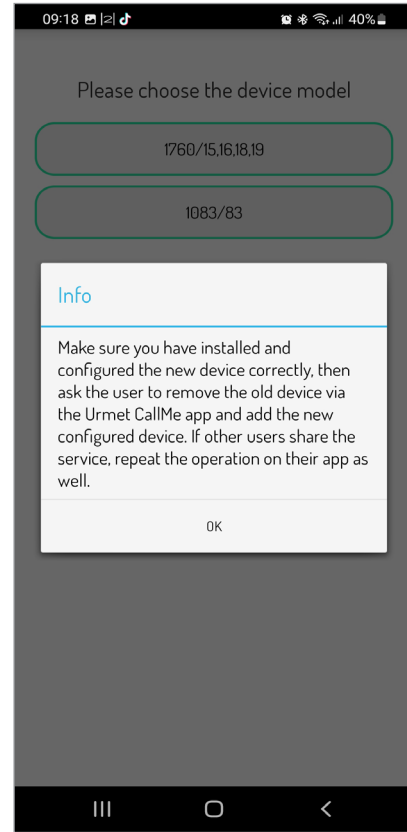 09:18 |2| 40%
Please choose the device model
1760/15,16,18,19
1083/83
Info
Make sure you have installed and
configured the new device correctly, then
ask the user to remove the old device via
the Urmet CallMe app and add the new
configured device. If other users share the
service, repeat the operation on their app as
well.
OK